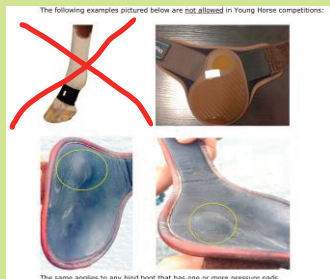 The following examples pictured below are not allowed in Young Horse competitions:
The same applies to any hind boot that has one or more pressure pads